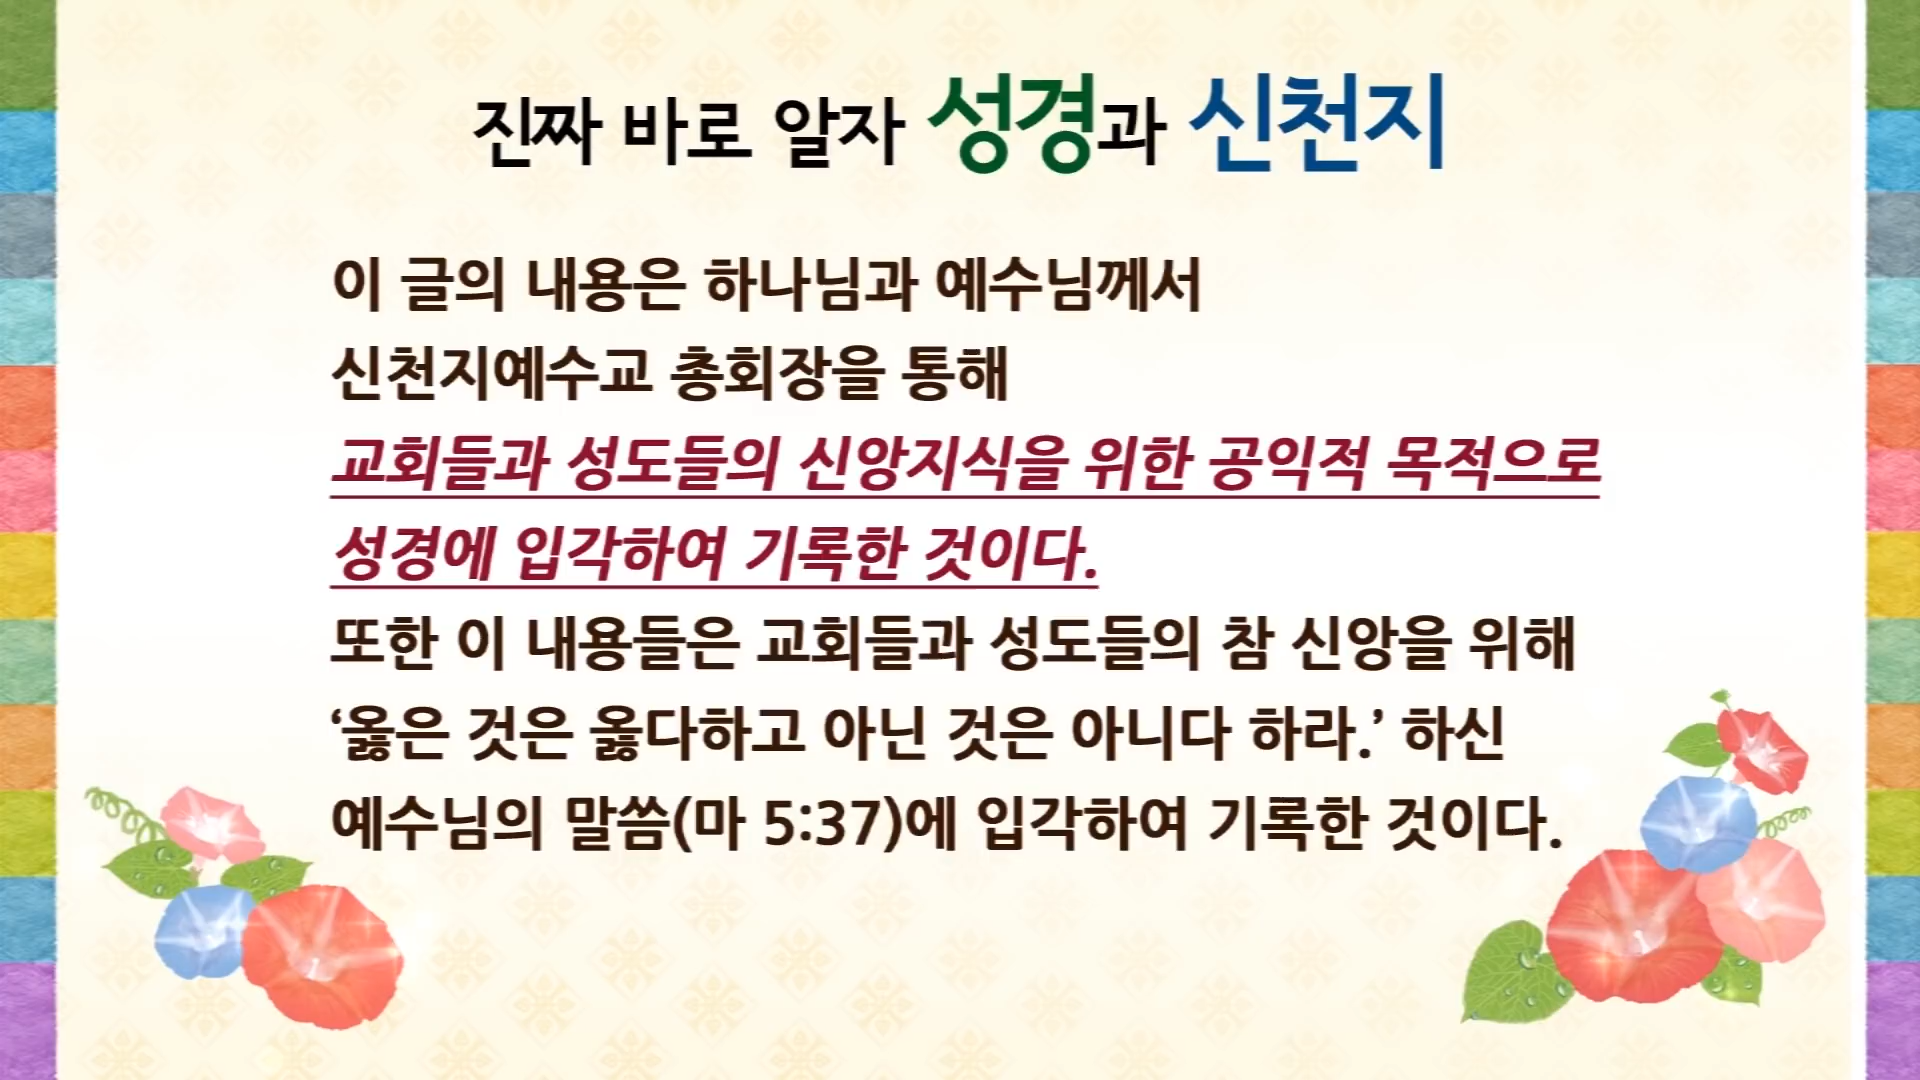 진짜 바로 알자 성경과 신천지
이 글의 내용은 하나님과 예수님께서
신천지예수교 총회장을 통해
교회들과 성도들의 신앙지식을 위한 공익적 목적으로
성경에 입각하여 기록한 것이다.
또한 이 내용들은 교회들과 성도들의 참 신앙을 위해
‘옳은 것은 옳다하고 아닌 것은 아니다 하라.’ 하신
예수님의 말씀(마 5:37)에 입각하여 기록한 것이다.